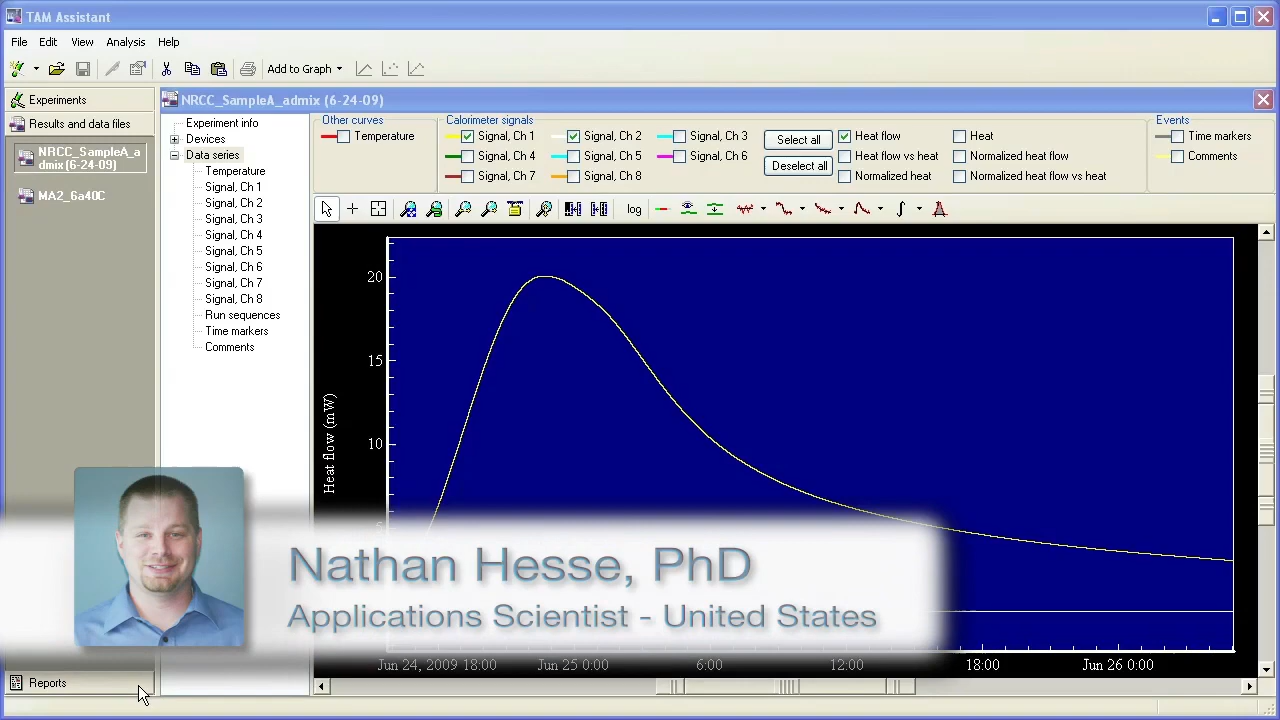 TAM Assistant
File Edit View Analysis Help
Add to Graph
Experiments
Results and data files
NRCC_SampleA_a
dmix (6-24-09)
MA2_6a40C
Reports
NRCC_SampleA_admix (6-24-09)
Experiment info
Devices
Data series
Temperature
Signal, Ch 1
Signal, Ch 2
Signal, Ch 3
Signal, Ch 4
Signal, Ch 5
Signal, Ch 6
Signal, Ch 7
Signal, Ch 8
Run sequences
Time markers
Comments
Other curves
Temperature
Calorimeter signals
Signal, Ch 1 Signal, Ch 2 Signal, Ch 3
Signal, Ch 4 Signal, Ch 5 Signal, C
Signal, Ch 7 Signal, Ch 8
Select all
Deselect all
Heat flow Heat
Heat flow vs heat Normalized heat flow
Normalized heat Normalized heat flow vs heat
Events
Time markers
Comments
log
20
15
10
Heat flow (mW)
Jun 24, 2009 18:00 Jun 25 0:00 6:00 12:00 18:00 Jun 26 0:00
Nathan Hesse, PhD
Applications Scientist - United States